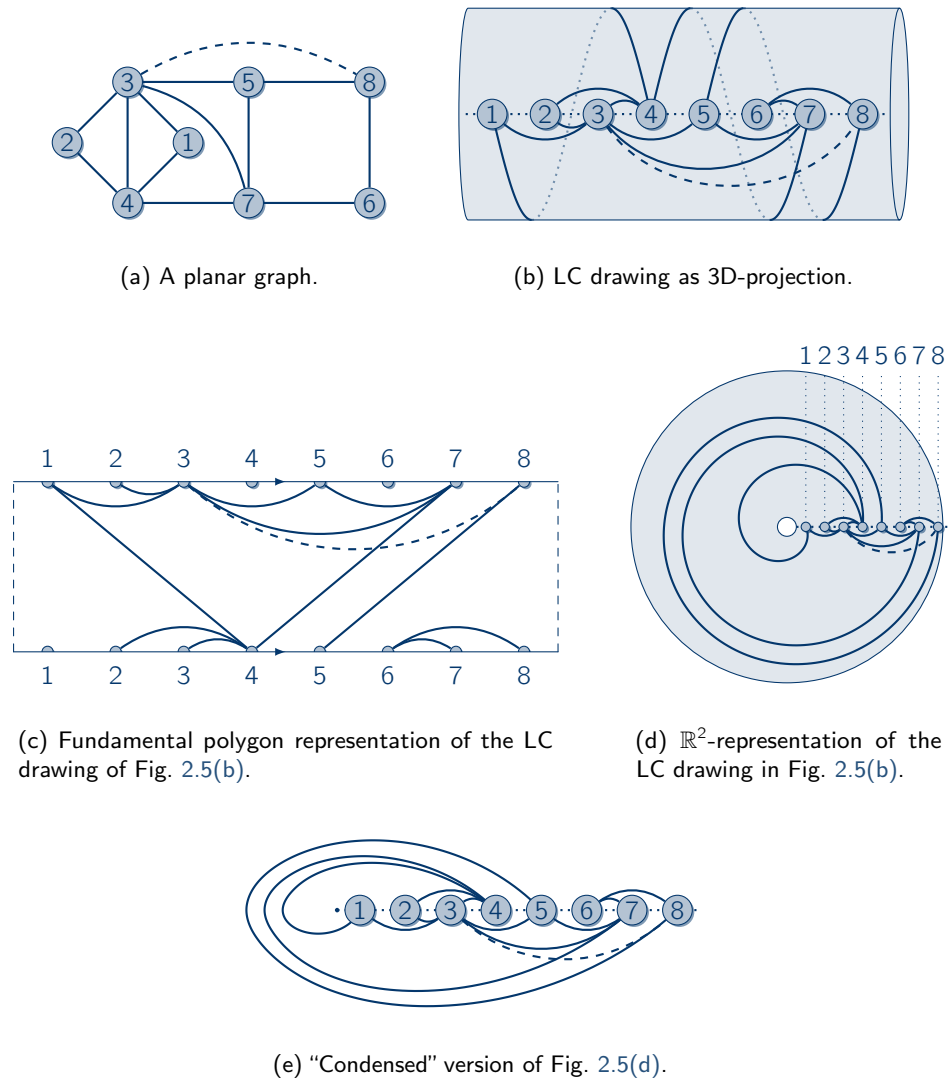 3 5 8
2 1
4 7 6
1 2 3 4 5 6 7 8
(a) A planar graph.
(b) LC drawing as 3D-projection.
1 2 3 4 5 6 7 8
1 2 3 4 5 6 7 8
1 2 3 4 5 6 7 8
(c) Fundamental polygon representation of the LC
drawing of Fig. 2.5(b).
(d) ℝ²-representation of the
LC drawing in Fig. 2.5(b).
1 2 3 4 5 6 7 8
(e) “Condensed” version of Fig. 2.5(d).